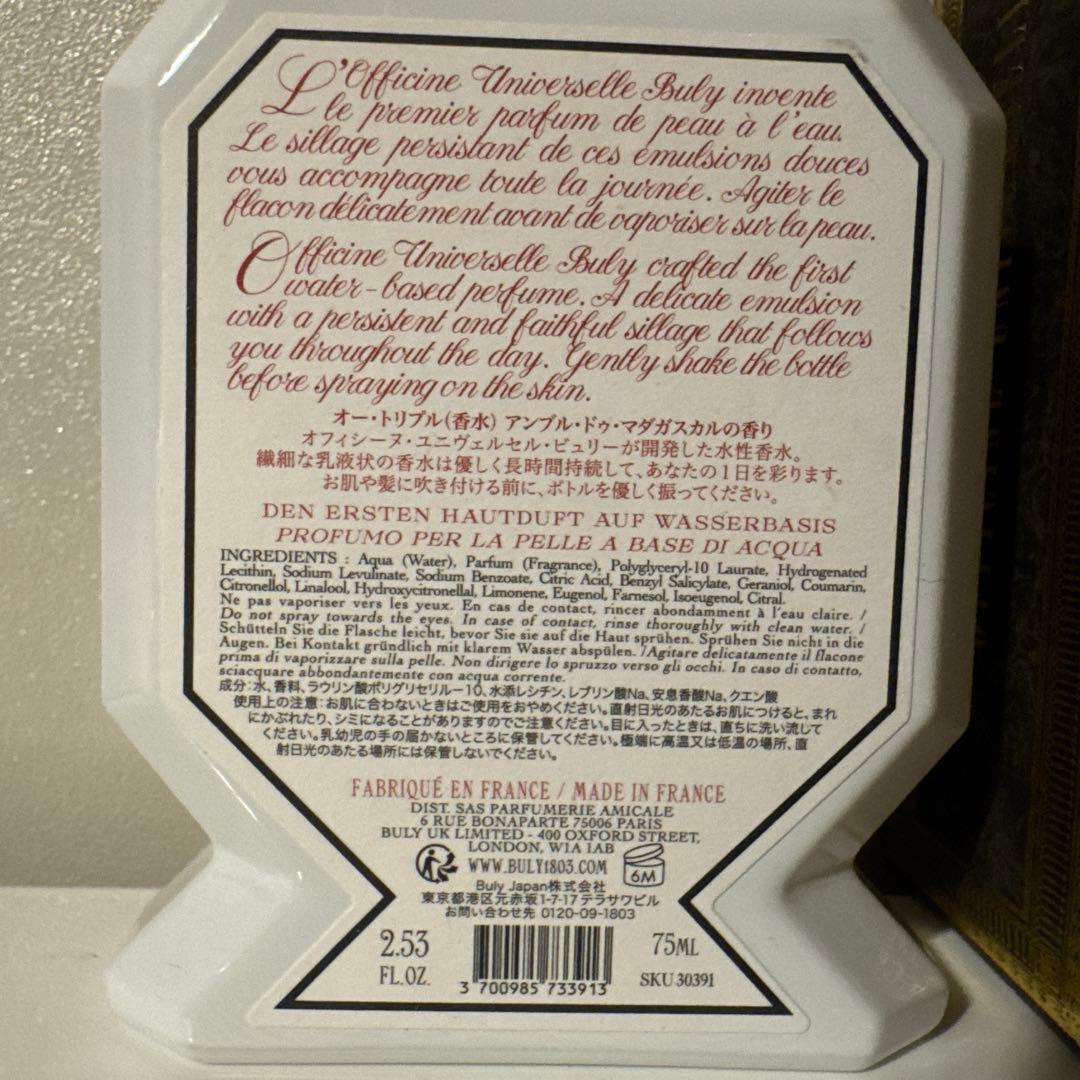 L'Officine Universelle Buly invente
le premier parfum de peau à l'eau.
Le sillage persistant de ces émulsions douces
vous accompagne toute la journée. Agiter le
flacon délicatement avant de vaporiser sur la peau.
Officine Universelle Buly crafted the first
water-based perfume. A delicate emulsion
with a persistent and faithful sillage that follows
you throughout the day. Gently shake the bottle
before spraying on the skin.
オー・トリプル(香水) アンブル・ドゥ・マダガスカルの香り
オフィシーヌ・ユニヴェルセル・ビュリーが開発した水性香水。
繊細な乳液状の香水は優しく長時間持続して、あなたの1日を彩ります。
お肌や髪に吹き付ける前に、ボトルを優しく振ってください。
DEN ERSTEN HAUTDUFT AUF WASSERBASIS
PROFUMO PER LA PELLE A BASE DI ACQUA
INGREDIENTS : Aqua (Water), Parfum (Fragrance), Polyglyceryl-10 Laurate, Hydrogenated
Lecithin, Sodium Levulinate, Sodium Benzoate, Citric Acid, Benzyl Salicylate, Geraniol, Coumarin,
Citronellol, Linalool, Hydroxycitronellal, Limonene, Eugenol, Farnesol, Isoeugenol, Citral.
Ne pas vaporiser vers les yeux. En cas de contact, rincer abondamment à l'eau claire. /
Do not spray towards the eyes. In case of contact, rinse thoroughly with clean water. /
Schütteln Sie die Flasche leicht, bevor Sie sie auf die Haut sprühen. Sprühen Sie nicht in die
Augen. Bei Kontakt gründlich mit klarem Wasser abspülen. /Agitare delicatamente il flacone
prima di vaporizzare sulla pelle. Non dirigere lo spruzzo verso gli occhi. In caso di contatto,
sciacquare abbondantemente con acqua corrente.
成分:水、香料、ラウリン酸ポリグリセリル-10、水添レシチン、レブリン酸Na、安息香酸Na、クエン酸
使用上の注意:お肌に合わないときはご使用をおやめください。直射日光のあたるお肌につけると、まれ
にかぶれたり、シミになることがありますのでご注意ください。目に入ったときは、直ちに洗い流して
ください。乳幼児の手の届かないところに保管してください。極端に高温又は低温の場所、直
射日光のあたる場所には保管しないでください。
FABRIQUÉ EN FRANCE / MADE IN FRANCE
DIST. SAS PARFUMERIE AMICALE
6 RUE BONAPARTE 75006 PARIS
BULY UK LIMITED - 400 OXFORD STREET,
LONDON, W1A 1AB
WWW.BULY1803.COM
6M
Buly Japan株式会社
東京都港区元赤坂1-7-17 テラサワビル
お問い合わせ先 0120-09-1803
2.53
FL.OZ.
75ML
SKU 30391
3 700985 733913